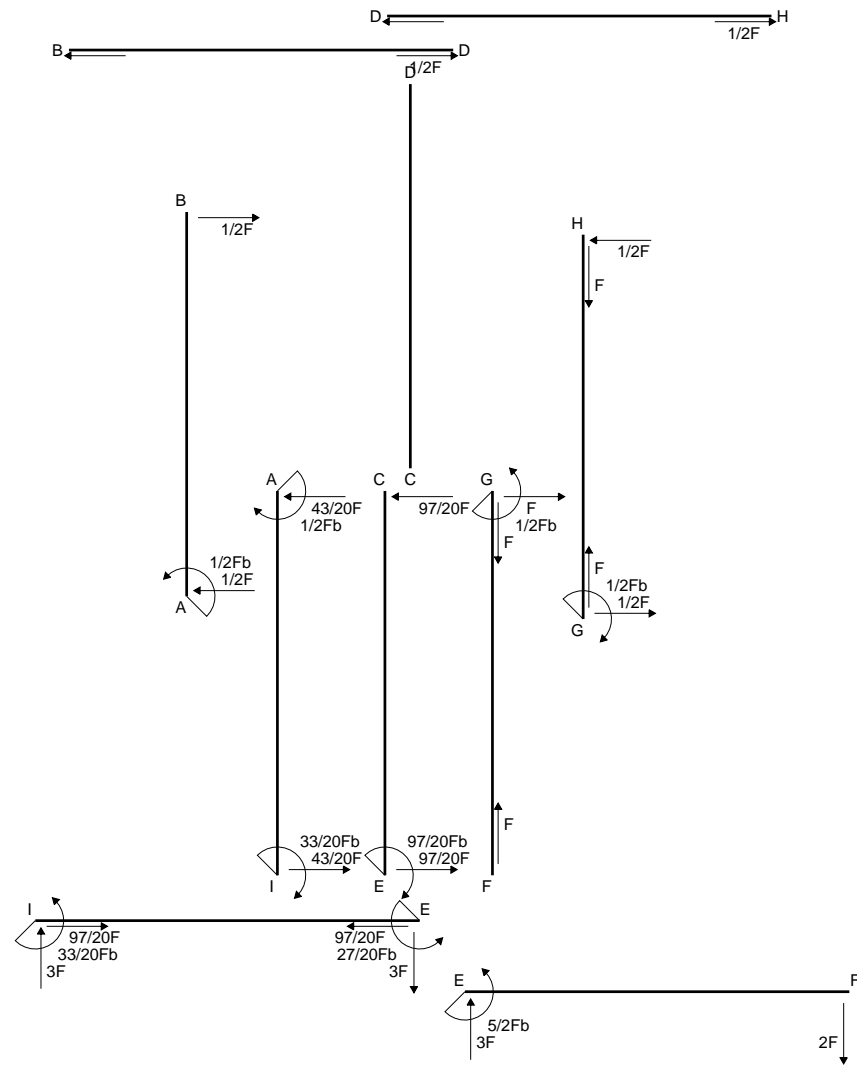 D H
1/2F
B D
1/2F
D
B
1/2F
H
1/2F
F
A
43/20F
1/2Fb
C C
97/20F
G
F
1/2Fb
F
1/2Fb
1/2F
A
F
1/2Fb
1/2F
G
33/20Fb
43/20F
I
97/20Fb
97/20F
E
F
F
I
97/20F
33/20Fb
3F
E
97/20F
27/20Fb
3F
E
5/2Fb
3F
F
2F